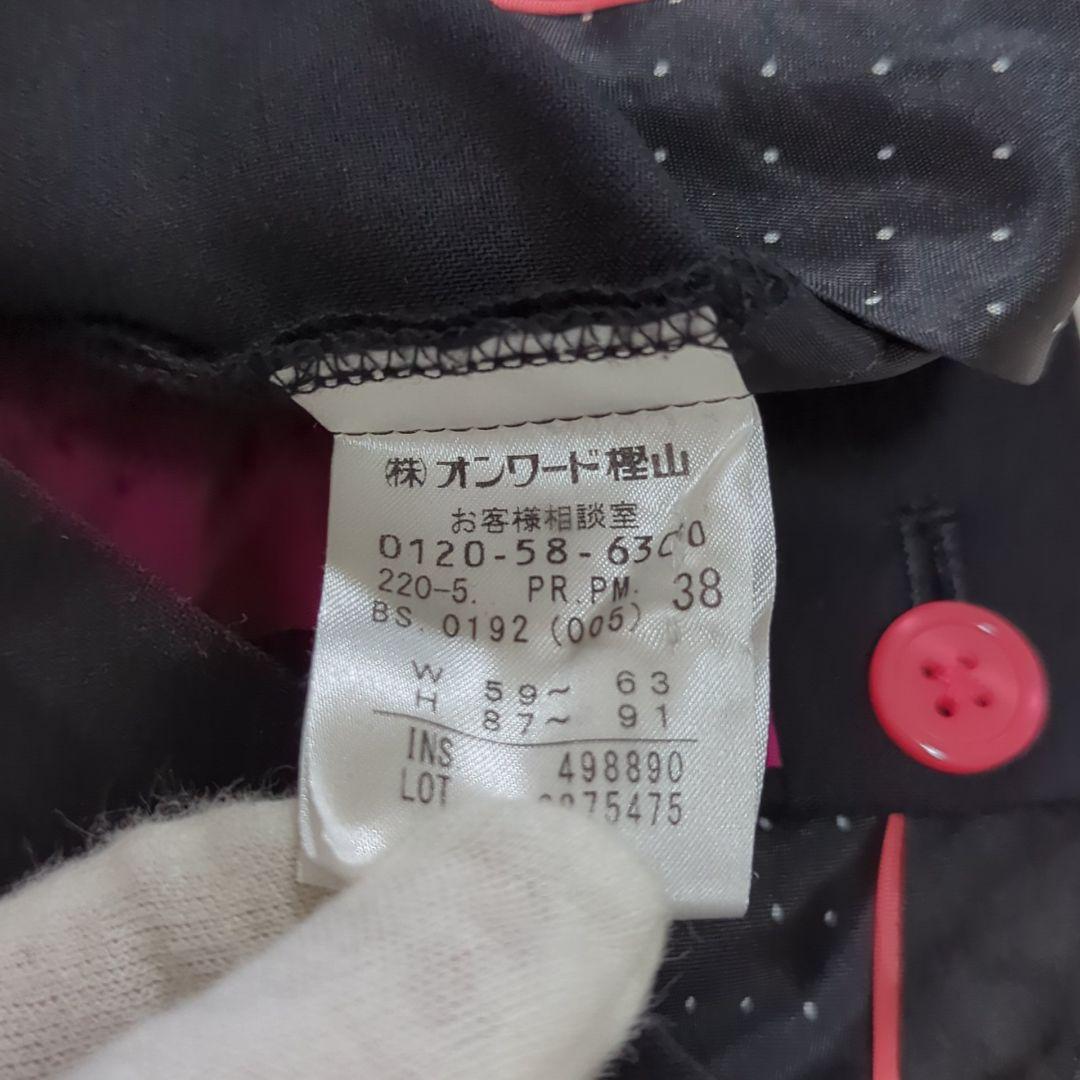 ㈱オンワード樫山
お客様相談室
0120-58-6300
220-5. PR.PM. 38
BS. 0192 (005)
W 59~ 63
H 87~ 91
INS 498890
LOT